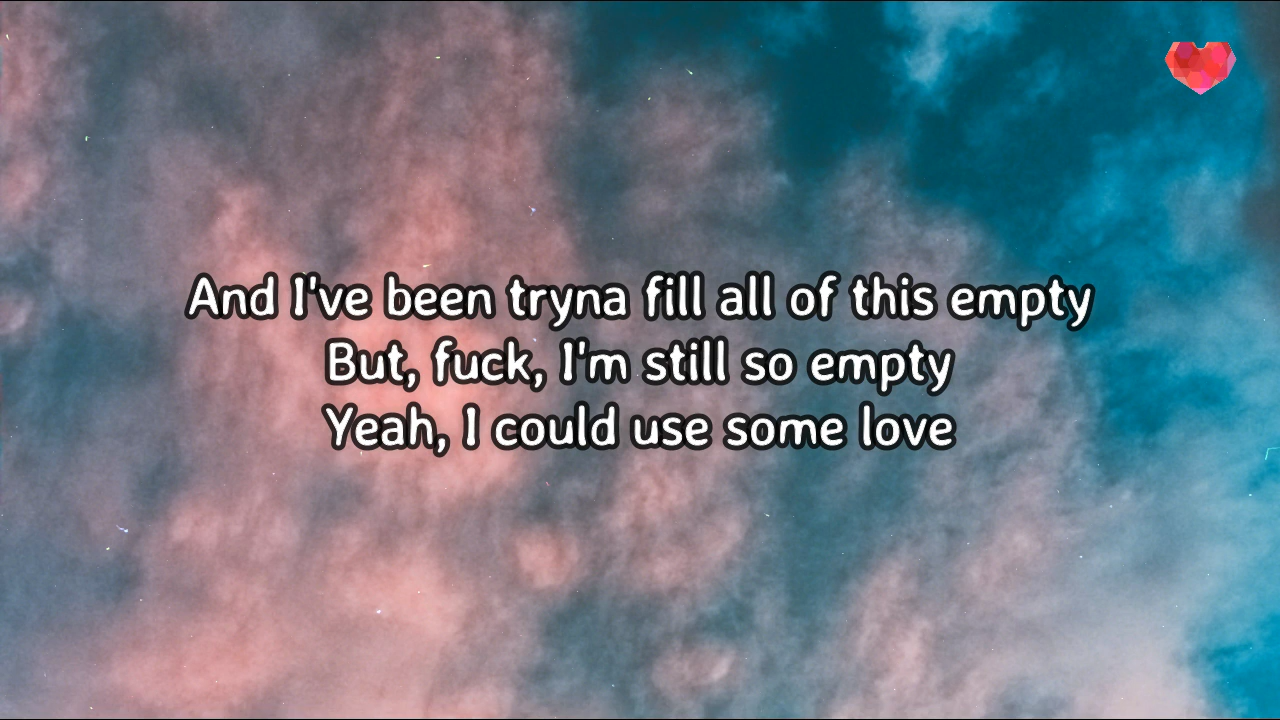 And I've been tryna fill all of this empty
But, fuck, I'm still so empty
Yeah, I could use some love